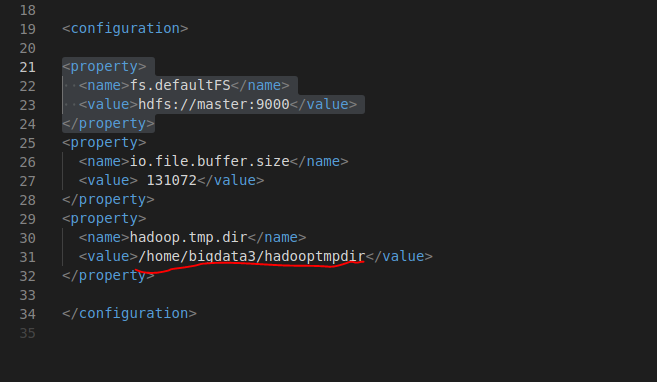 18
19 <configuration>
20
21 <property>
22 <name>fs.defaultFS</name>
23 <value>hdfs://master:9000</value>
24 </property>
25 <property>
26 <name>io.file.buffer.size</name>
27 <value> 131072</value>
28 </property>
29 <property>
30 <name>hadoop.tmp.dir</name>
31 <value>/home/bigdata3/hadooptmpdir</value>
32 </property>
33
34 </configuration>
35